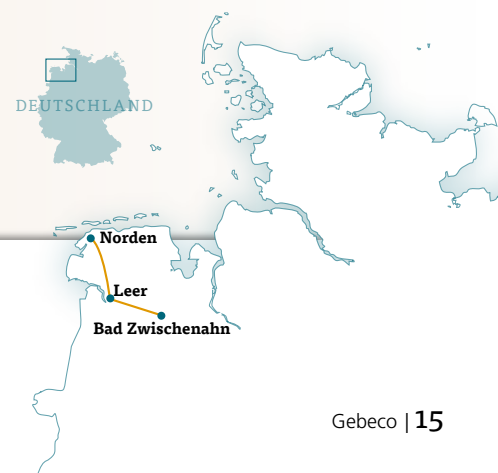 DEUTSCHLAND
Norden
Leer
Bad Zwischenahn
Gebeco | 15